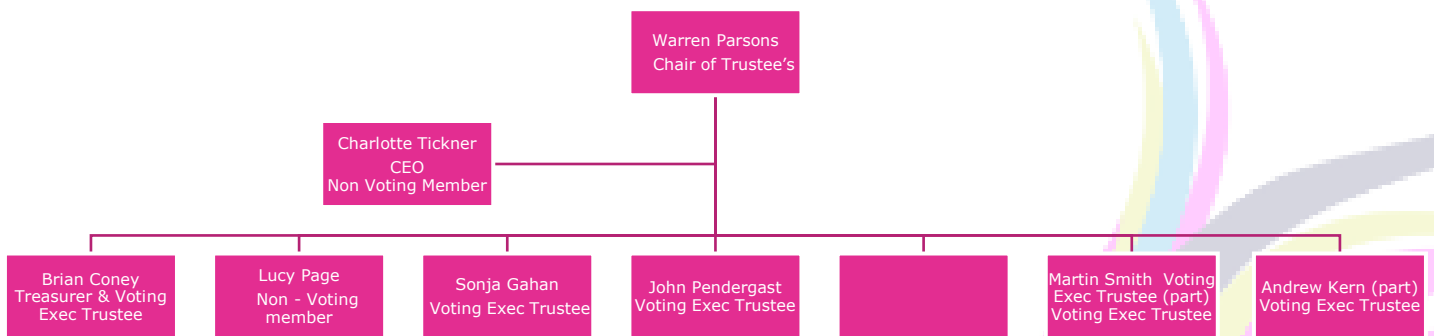 Warren Parsons
Chair of Trustee’s
Charlotte Tickner
CEO
Non Voting Member
Brian Coney
Treasurer & Voting
Exec Trustee
Lucy Page
Non - Voting
member
Sonja Gahan
Voting Exec Trustee
John Pendergast
Voting Exec Trustee
Martin Smith Voting
Exec Trustee (part)
Voting Exec Trustee
Andrew Kern (part)
Voting Exec Trustee